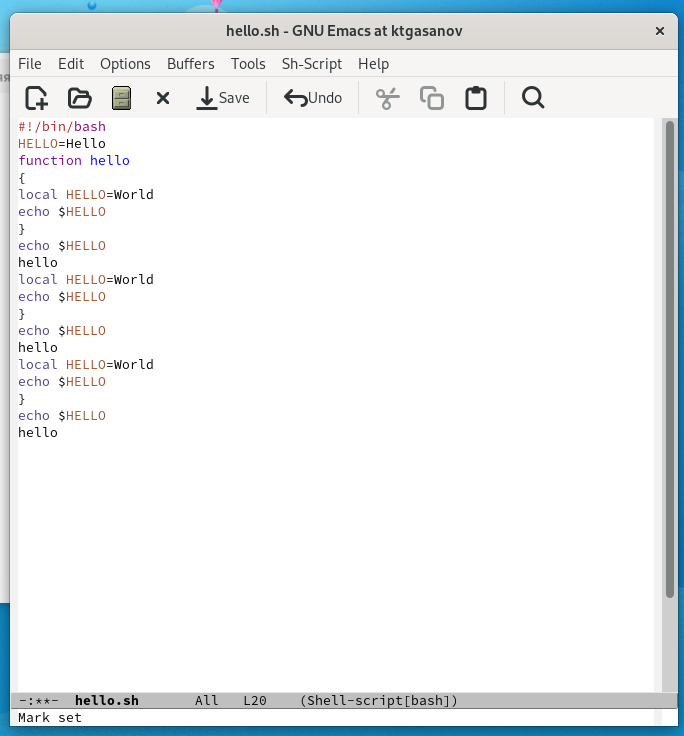 hello.sh - GNU Emacs at ktgasanov
File Edit Options Buffers Tools Sh-Script Help
Save Undo
#!/bin/bash
HELLO=Hello
function hello
{
local HELLO=World
echo $HELLO
}
echo $HELLO
hello
local HELLO=World
echo $HELLO
}
echo $HELLO
hello
local HELLO=World
echo $HELLO
}
echo $HELLO
hello
-:**- hello.sh All L20 (Shell-script[bash])
Mark set